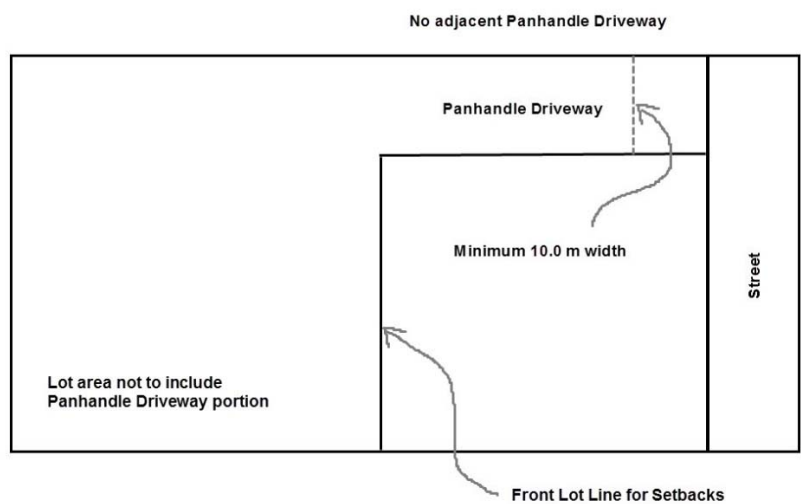 No adjacent Panhandle Driveway
Panhandle Driveway
Minimum 10.0 m width
Street
Lot area not to include
Panhandle Driveway portion
Front Lot Line for Setbacks